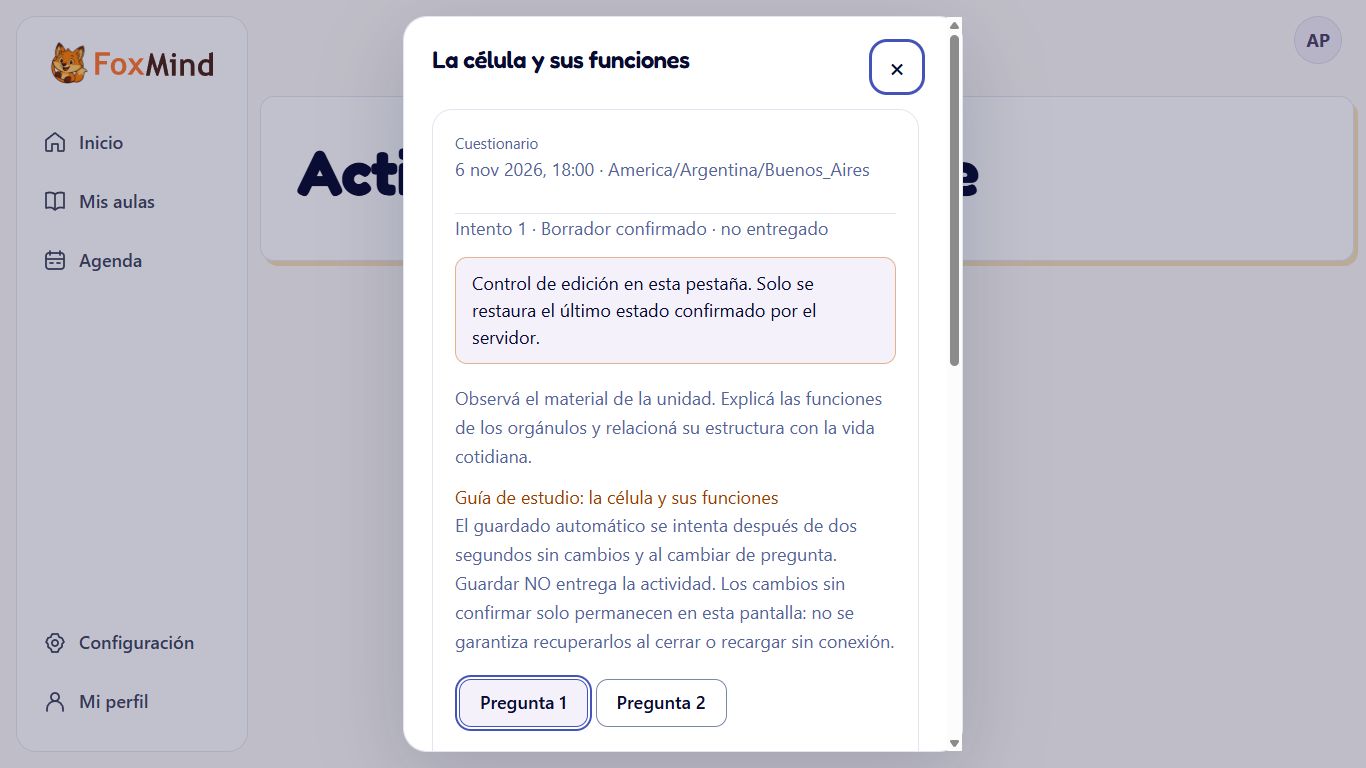 FoxMind
Inicio
Mis aulas
Agenda
Configuración
Mi perfil
AP
Acti
e
La célula y sus funciones
×
Cuestionario
6 nov 2026, 18:00 · America/Argentina/Buenos_Aires
Intento 1 · Borrador confirmado · no entregado
Control de edición en esta pestaña. Solo se
restaura el último estado confirmado por el
servidor.
Observá el material de la unidad. Explicá las funciones
de los orgánulos y relacioná su estructura con la vida
cotidiana.
Guía de estudio: la célula y sus funciones
El guardado automático se intenta después de dos
segundos sin cambios y al cambiar de pregunta.
Guardar NO entrega la actividad. Los cambios sin
confirmar solo permanecen en esta pantalla: no se
garantiza recuperarlos al cerrar o recargar sin conexión.
Pregunta 1
Pregunta 2